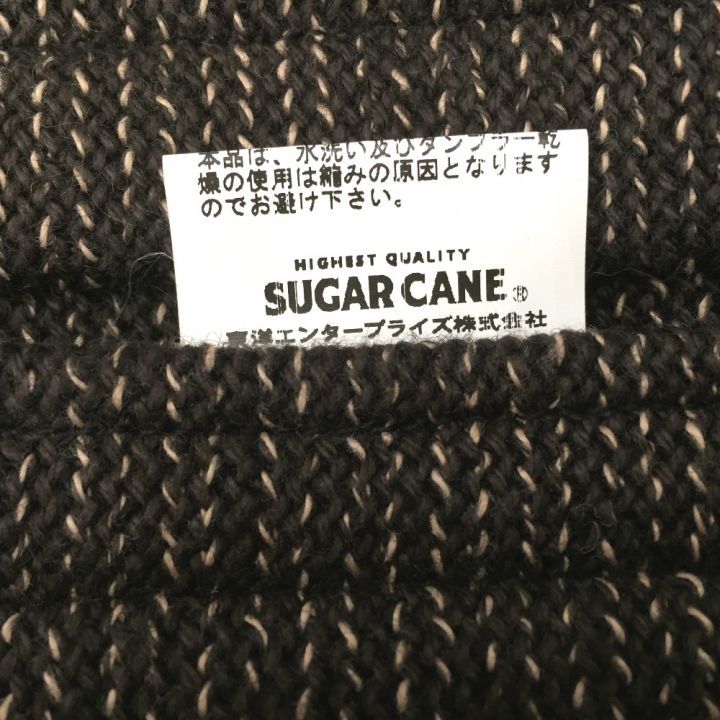 本品は、水洗い及びタンブラー乾
燥の使用は縮みの原因となります
のでお避け下さい。
HIGHEST QUALITY
SUGAR CANE®
東洋エンタープライズ株式会社